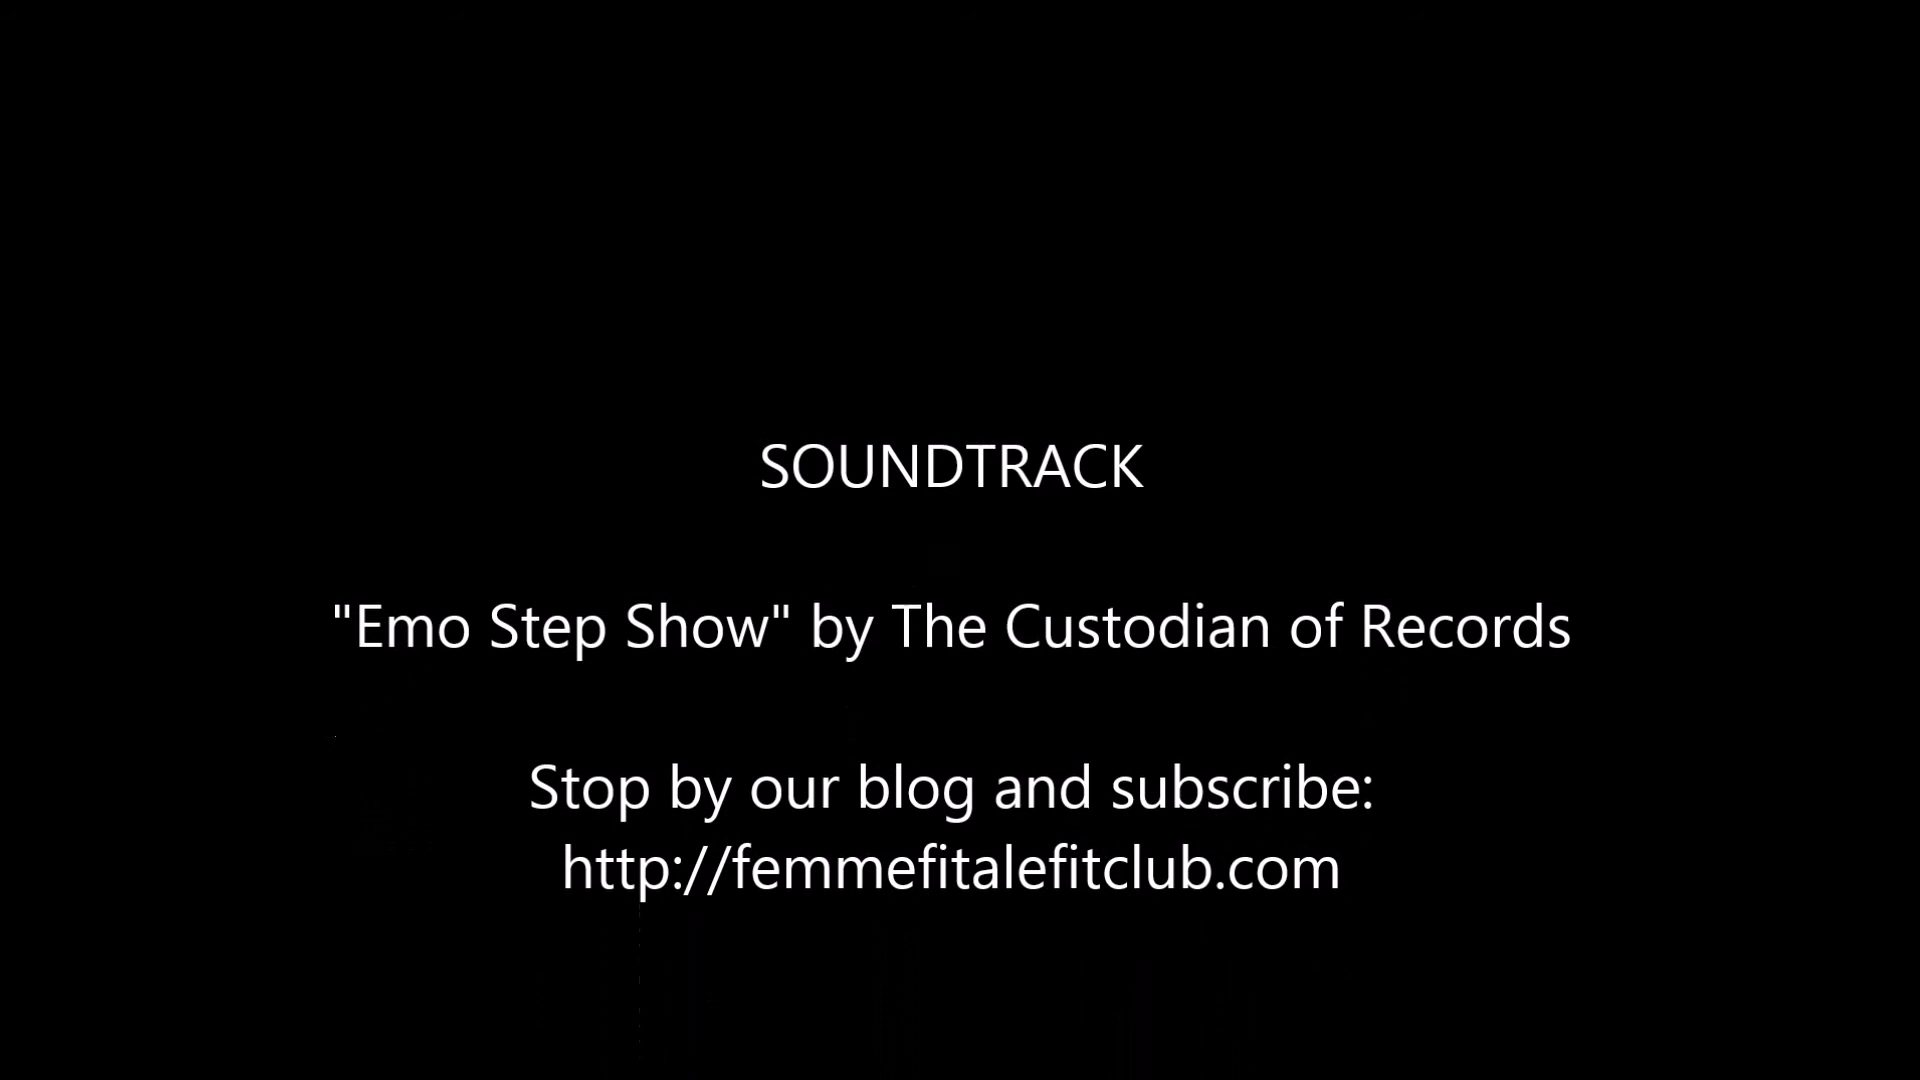 SOUNDTRACK
"Emo Step Show" by The Custodian of Records
Stop by our blog and subscribe:
http://femmefitalefitclub.com